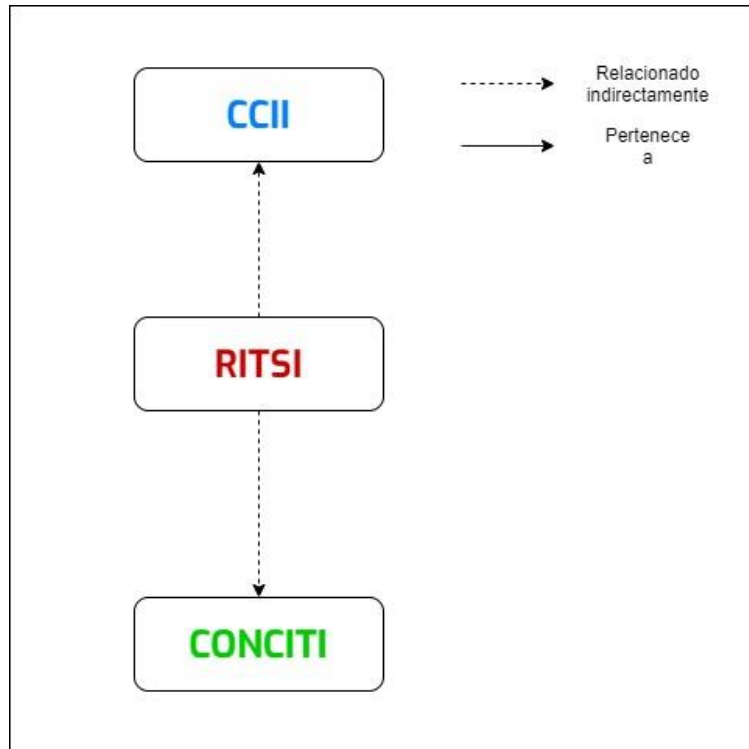 CCII
Relacionado
indirectamente
Pertenece
a
RITSI
CONCITI